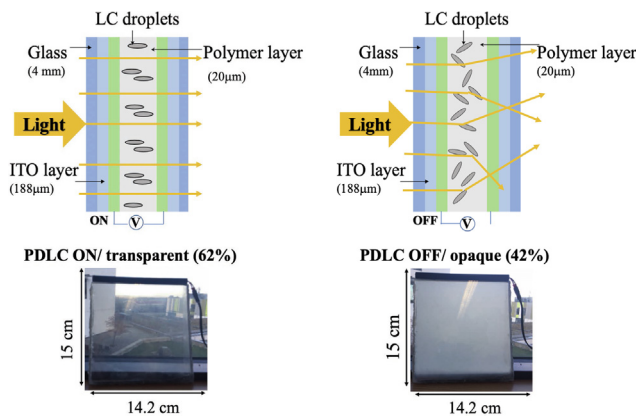 LC droplets
Glass
(4 mm)
Polymer layer
(20μm)
Light
ITO layer
(188μm)
ON
V
PDLC ON/ transparent (62%)
15 cm
14.2 cm
LC droplets
Glass
(4mm)
Polymer layer
(20μm)
Light
ITO layer
(188μm)
OFF
V
PDLC OFF/ opaque (42%)
15 cm
14.2 cm